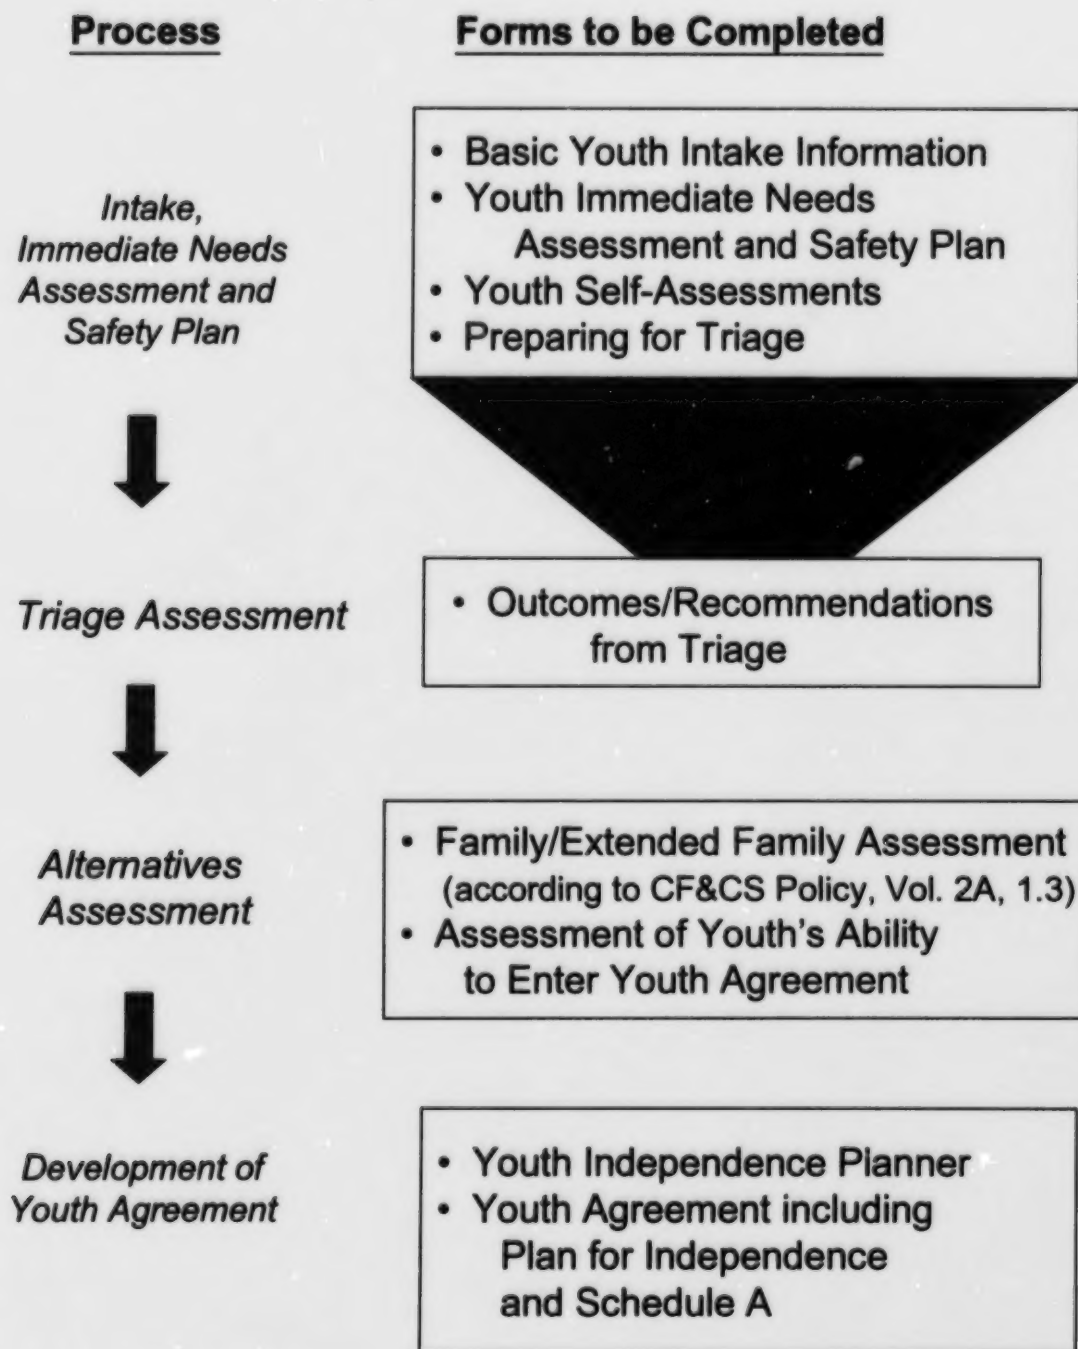 Process
Forms to be Completed
Intake,
Immediate Needs
Assessment and
Safety Plan
• Basic Youth Intake Information
• Youth Immediate Needs
Assessment and Safety Plan
• Youth Self-Assessments
• Preparing for Triage
Triage Assessment
• Outcomes/Recommendations
from Triage
Alternatives
Assessment
• Family/Extended Family Assessment
(according to CF&CS Policy, Vol. 2A, 1.3)
• Assessment of Youth's Ability
to Enter Youth Agreement
Development of
Youth Agreement
• Youth Independence Planner
• Youth Agreement including
Plan for Independence
and Schedule A